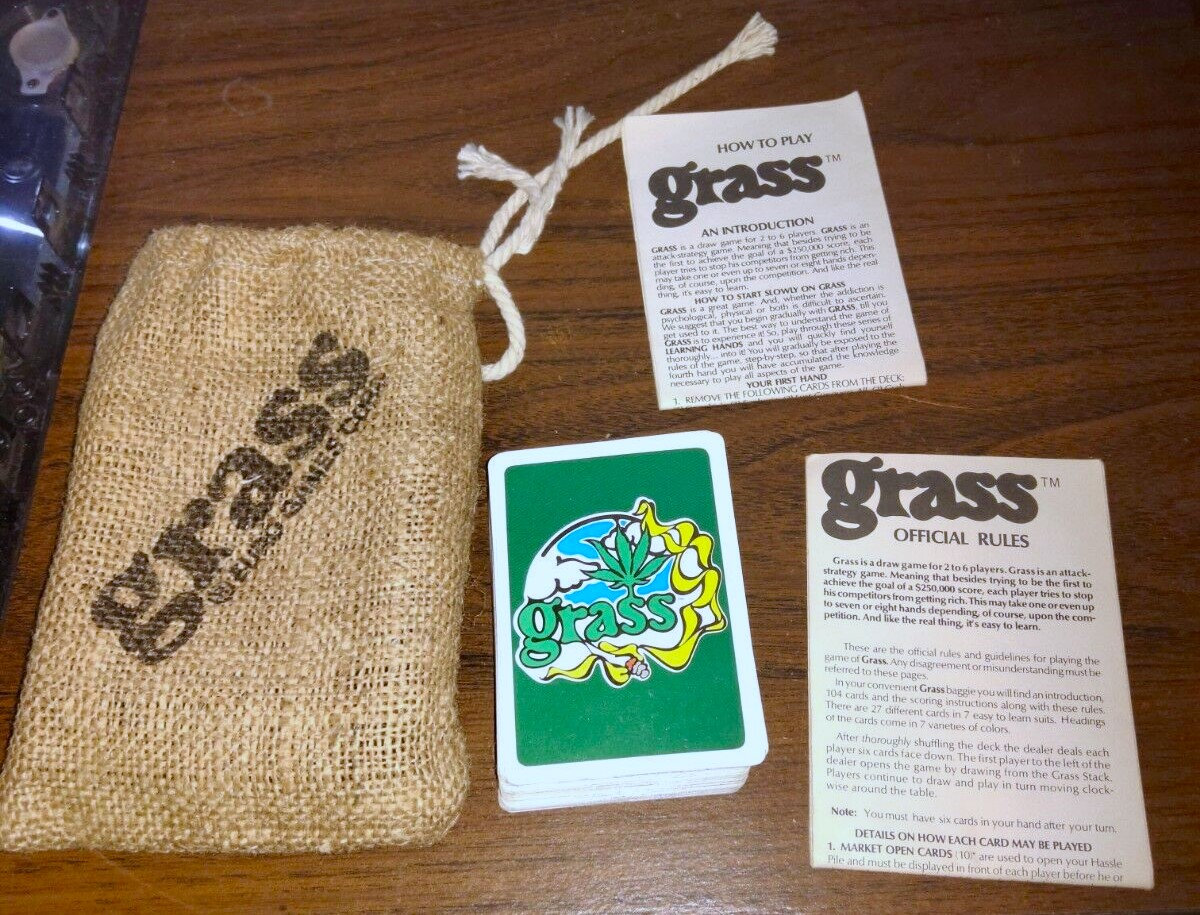 grass
GAMES CORP.
HOW TO PLAY
grass™
AN INTRODUCTION
GRASS is a draw game for 2 to 6 players. GRASS is an
attack-strategy game. Meaning that besides trying to be
the first to achieve the goal of a $250,000 score, each
player tries to stop his competitors from getting rich. This
may take one or even up to seven or eight hands depen-
ding, of course, upon the competition. And like the real
thing, it's easy to learn.
HOW TO START SLOWLY ON GRASS
GRASS is a great game. And, whether the addiction is
psychological, physical or both is difficult to ascertain.
We suggest that you begin gradually with GRASS, till you
get used to it. The best way to understand the game of
GRASS is to experience it! So, play through these series of
LEARNING HANDS and you will quickly find yourself
thoroughly... into it! You will gradually be exposed to the
rules of the game, step-by-step, so that after playing the
fourth hand you will have accumulated the knowledge
necessary to play all aspects of the game.
YOUR FIRST HAND
1. REMOVE THE FOLLOWING CARDS FROM THE DECK:
grass
grass™
OFFICIAL RULES
Grass is a draw game for 2 to 6 players. Grass is an attack-
strategy game. Meaning that besides trying to be the first to
achieve the goal of a $250,000 score, each player tries to stop
his competitors from getting rich. This may take one or even up
to seven or eight hands depending, of course, upon the com-
petition. And like the real thing, it's easy to learn.
These are the official rules and guidelines for playing the
game of Grass. Any disagreement or misunderstanding must be
referred to these pages.
In your convenient Grass baggie you will find an introduction,
104 cards and the scoring instructions along with these rules.
There are 27 different cards in 7 easy to learn suits. Headings
of the cards come in 7 varieties of colors.
After thoroughly shuffling the deck the dealer deals each
player six cards face down. The first player to the left of the
dealer opens the game by drawing from the Grass Stack.
Players continue to draw and play in turn moving clock-
wise around the table.
Note: You must have six cards in your hand after your turn.
DETAILS ON HOW EACH CARD MAY BE PLAYED
1. MARKET OPEN CARDS (10)* are used to open your Hassle
Pile and must be displayed in front of each player before he or